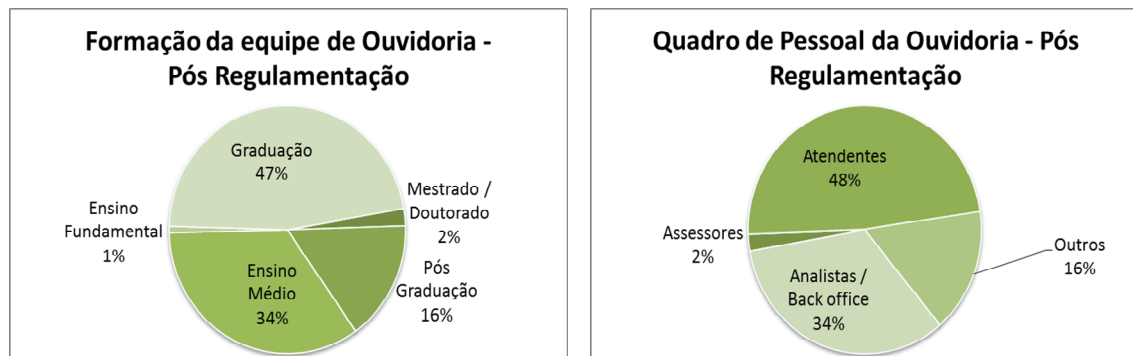 Formação da equipe de Ouvidoria -
Pós Regulamentação
Graduação
47%
Mestrado /
Doutorado
2%
Ensino
Fundamental
1%
Pós
Graduação
16%
Ensino
Médio
34%
Quadro de Pessoal da Ouvidoria - Pós
Regulamentação
Atendentes
48%
Assessores
2%
Outros
16%
Analistas /
Back office
34%